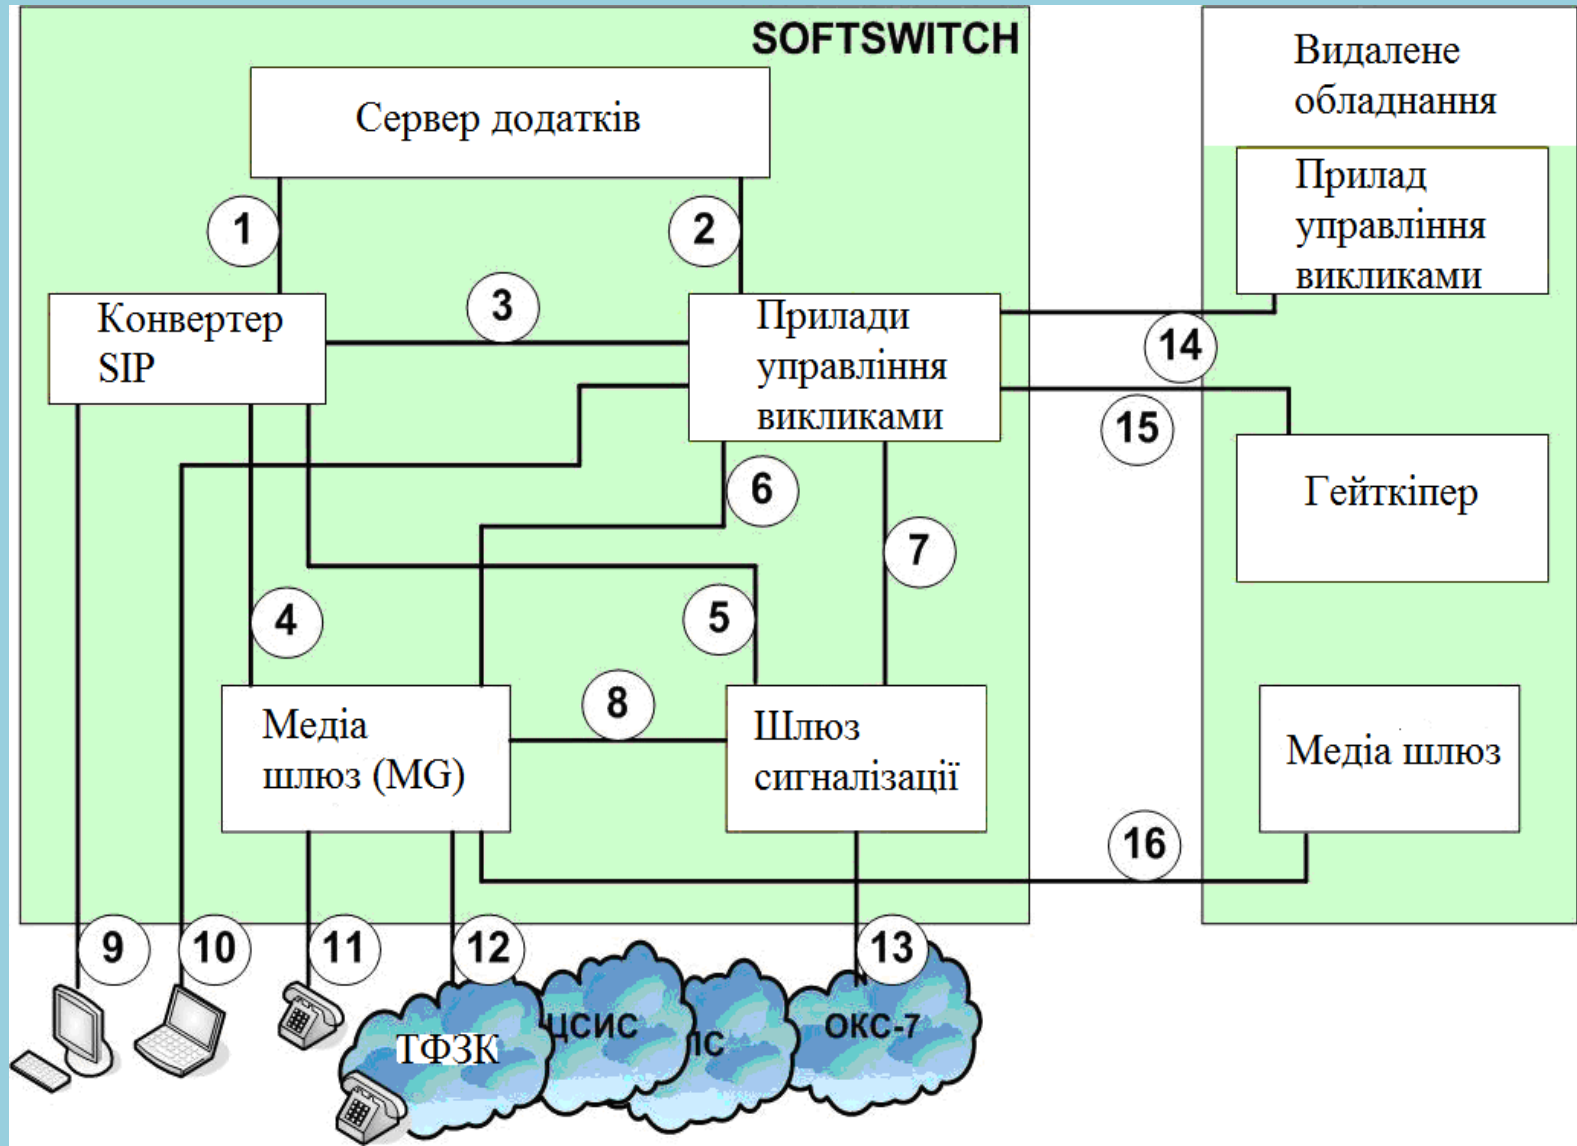 SOFTSWITCH
Сервер додатків
1
2
3
Конвертер
SIP
Прилади
управління
викликами
6
7
4
5
8
Медіа
шлюз (MG)
Шлюз
сигналізації
9
10
11
12
13
ТФЗК
ЦСИС
ОКС-7
Видалене
обладнання
Прилад
управління
викликами
14
15
Гейткіпер
Медіа шлюз
16